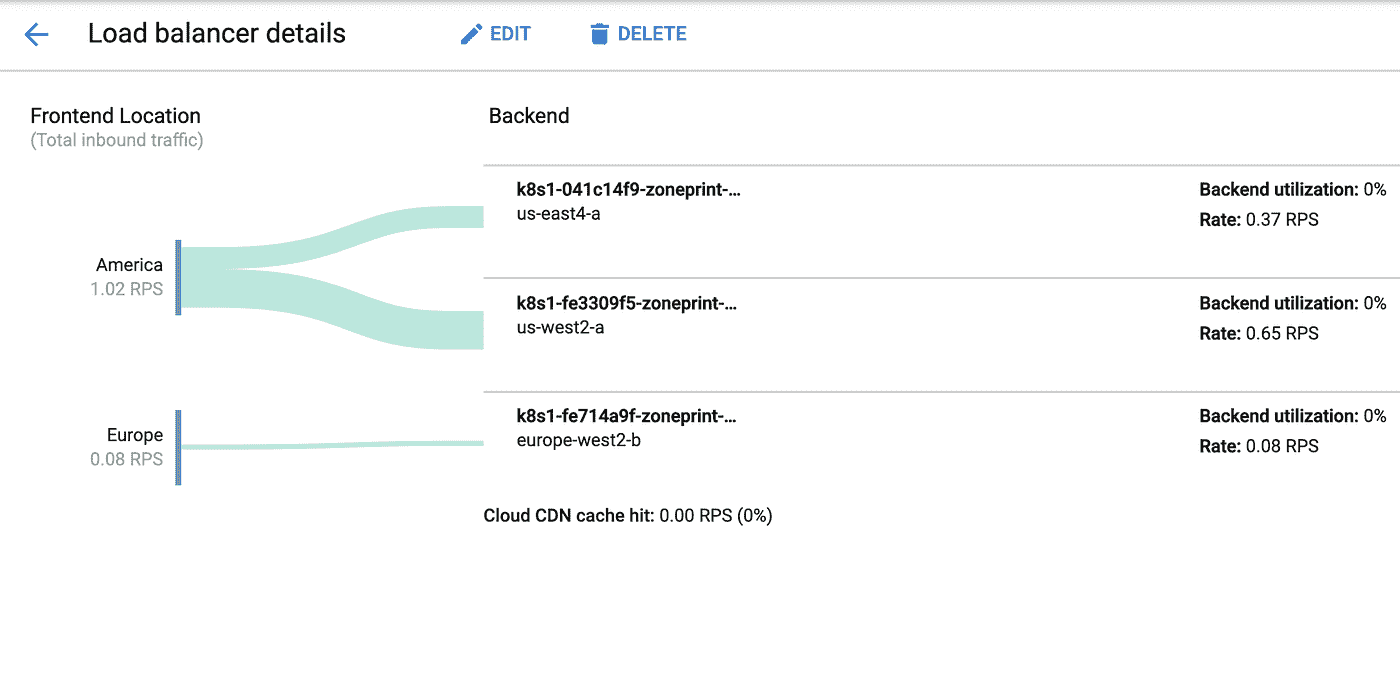 Load balancer details
EDIT
DELETE
Frontend Location
(Total inbound traffic)
Backend
America
1.02 RPS
Europe
0.08 RPS
k8s1-041c14f9-zoneprint-...
us-east4-a
Backend utilization: 0%
Rate: 0.37 RPS
k8s1-fe3309f5-zoneprint-...
us-west2-a
Backend utilization: 0%
Rate: 0.65 RPS
k8s1-fe714a9f-zoneprint-...
europe-west2-b
Backend utilization: 0%
Rate: 0.08 RPS
Cloud CDN cache hit: 0.00 RPS (0%)